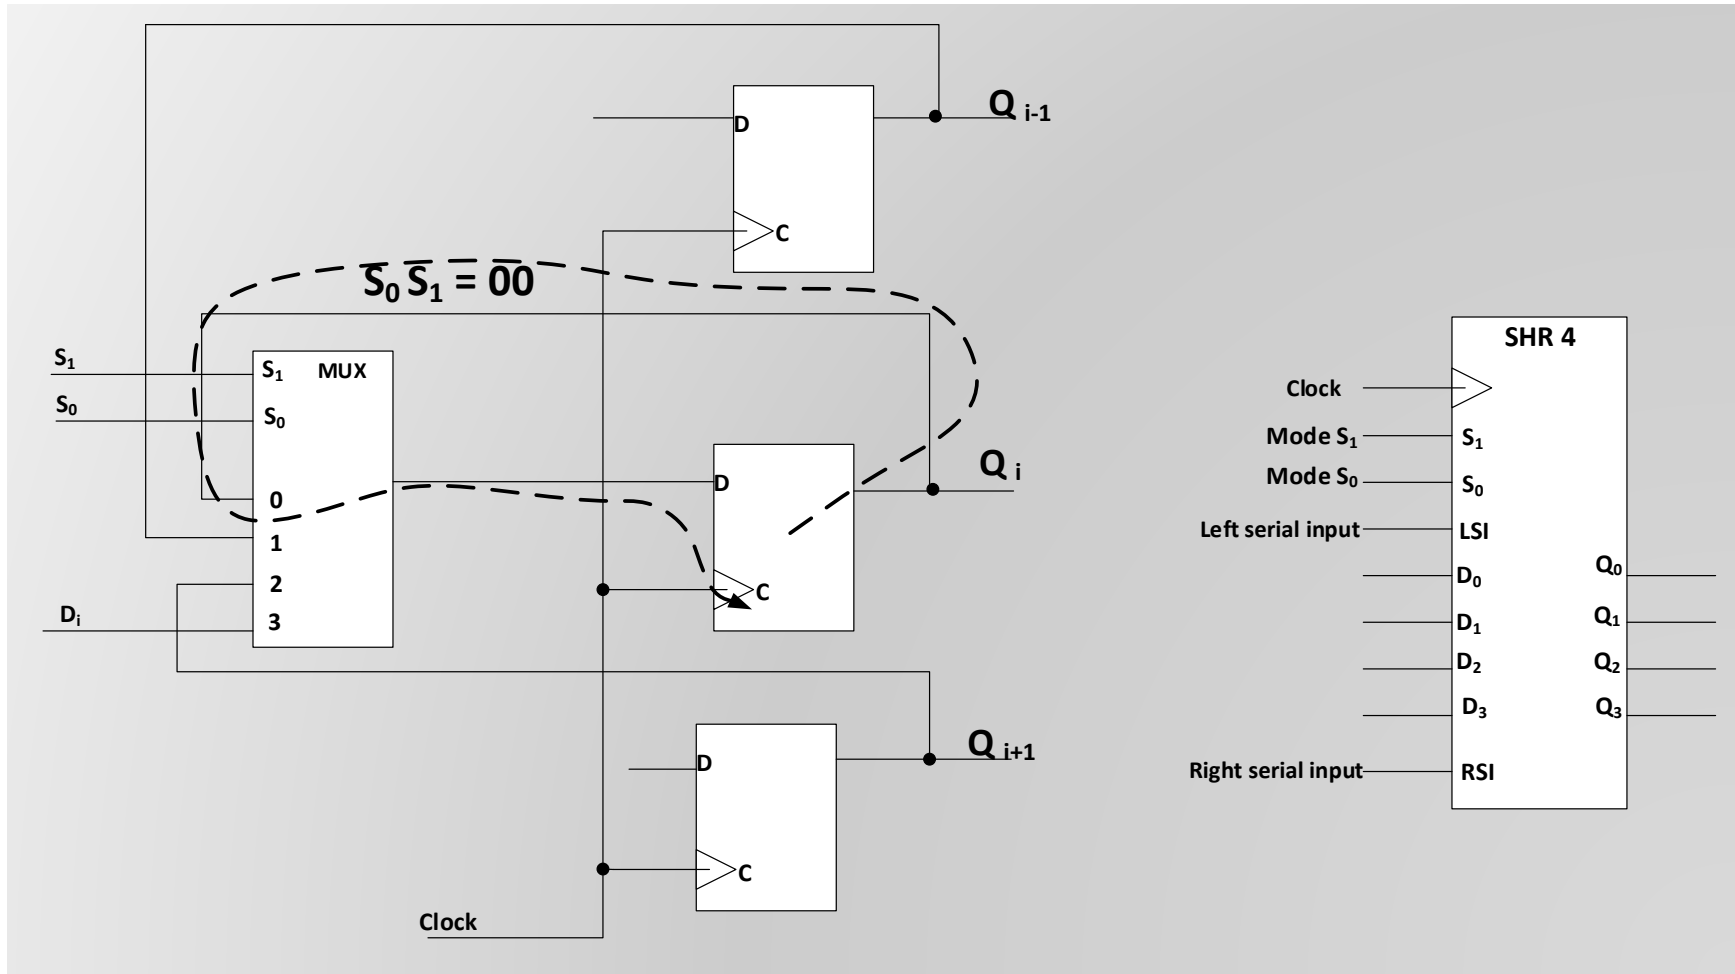 Q i-1
D
C
S₀ S₁ = 00
S₁
S₀
S₁ MUX
S₀
0
1
2
3
Dᵢ
Q i
D
C
Q i+1
D
C
Clock
SHR 4
Clock
Mode S₁
S₁
Mode S₀
S₀
Left serial input
LSI
D₀
Q₀
D₁
Q₁
D₂
Q₂
D₃
Q₃
Right serial input
RSI